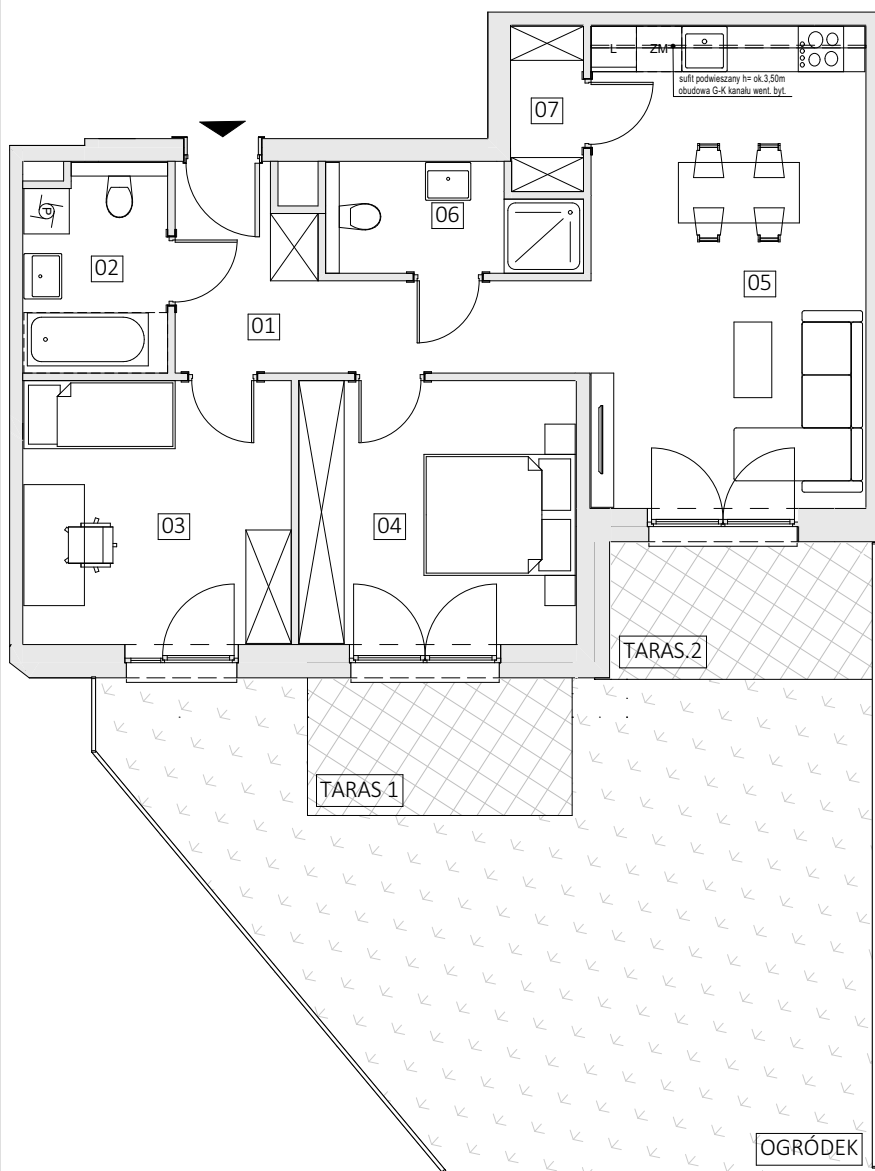 L
ZM
sufit podwieszany h= ok.3,50m
obudowa G-K kanału went. byt.
07
06
02
P
05
01
03
04
TARAS.2
TARAS 1
OGRÓDEK